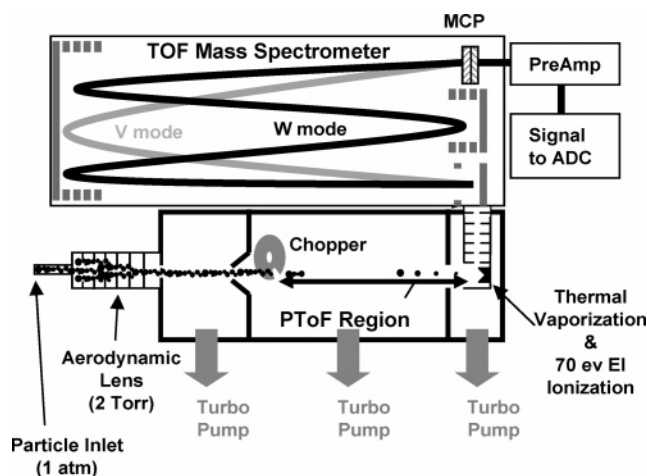 MCP
TOF Mass Spectrometer
PreAmp
V mode
W mode
Signal
to ADC
Chopper
PToF Region
Thermal
Vaporization
&
70 ev EI
Ionization
Aerodynamic
Lens
(2 Torr)
Particle Inlet
(1 atm)
Turbo
Pump
Turbo
Pump
Turbo
Pump